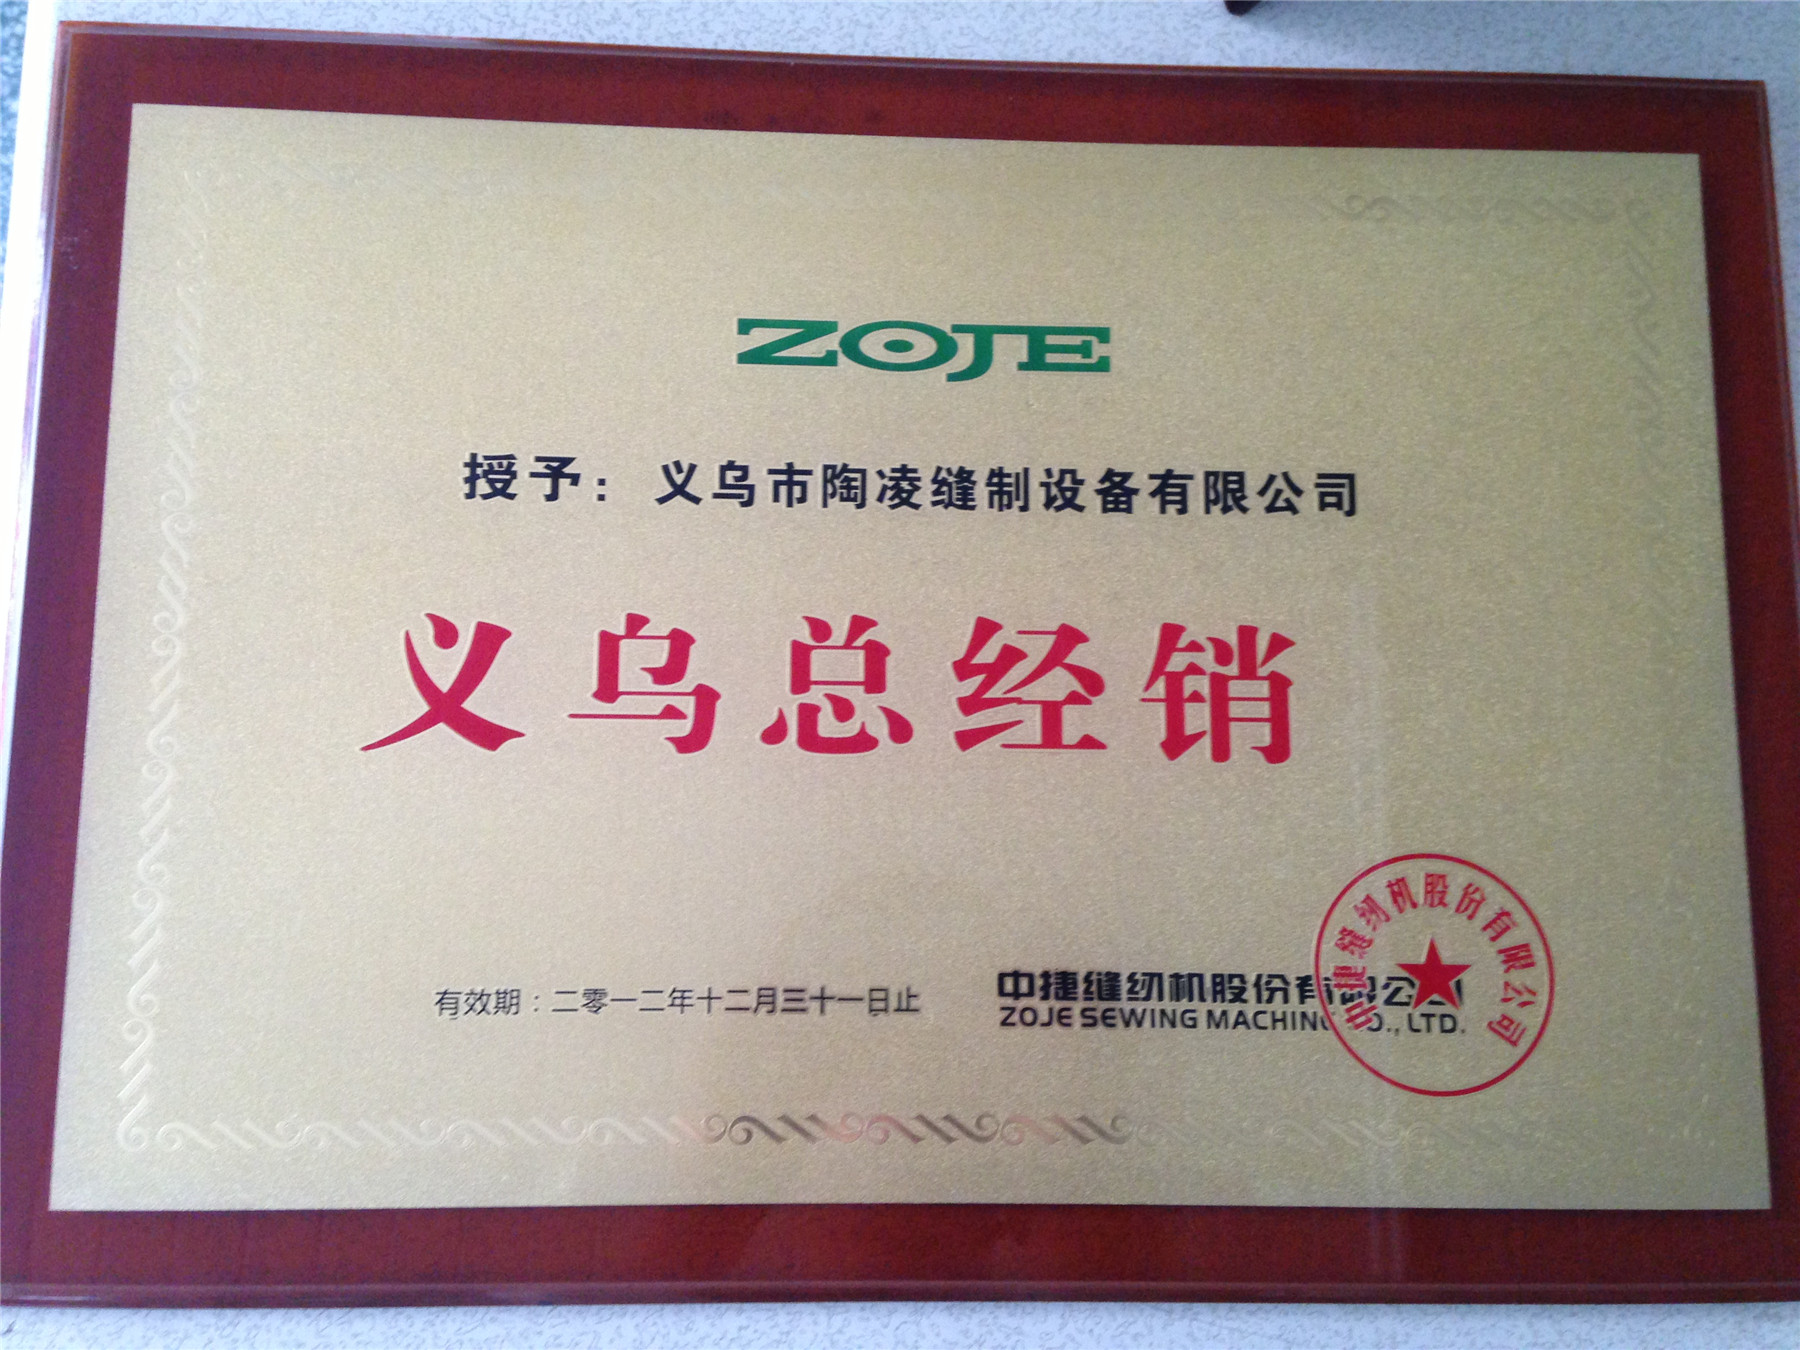 ZOJE
授予：义乌市陶凌缝制设备有限公司
义乌总经销
有效期：二零一二年十二月三十一日止
中捷缝纫机股份有限公司
ZOJE SEWING MACHINE CO., LTD.
中捷缝纫机股份有限公司